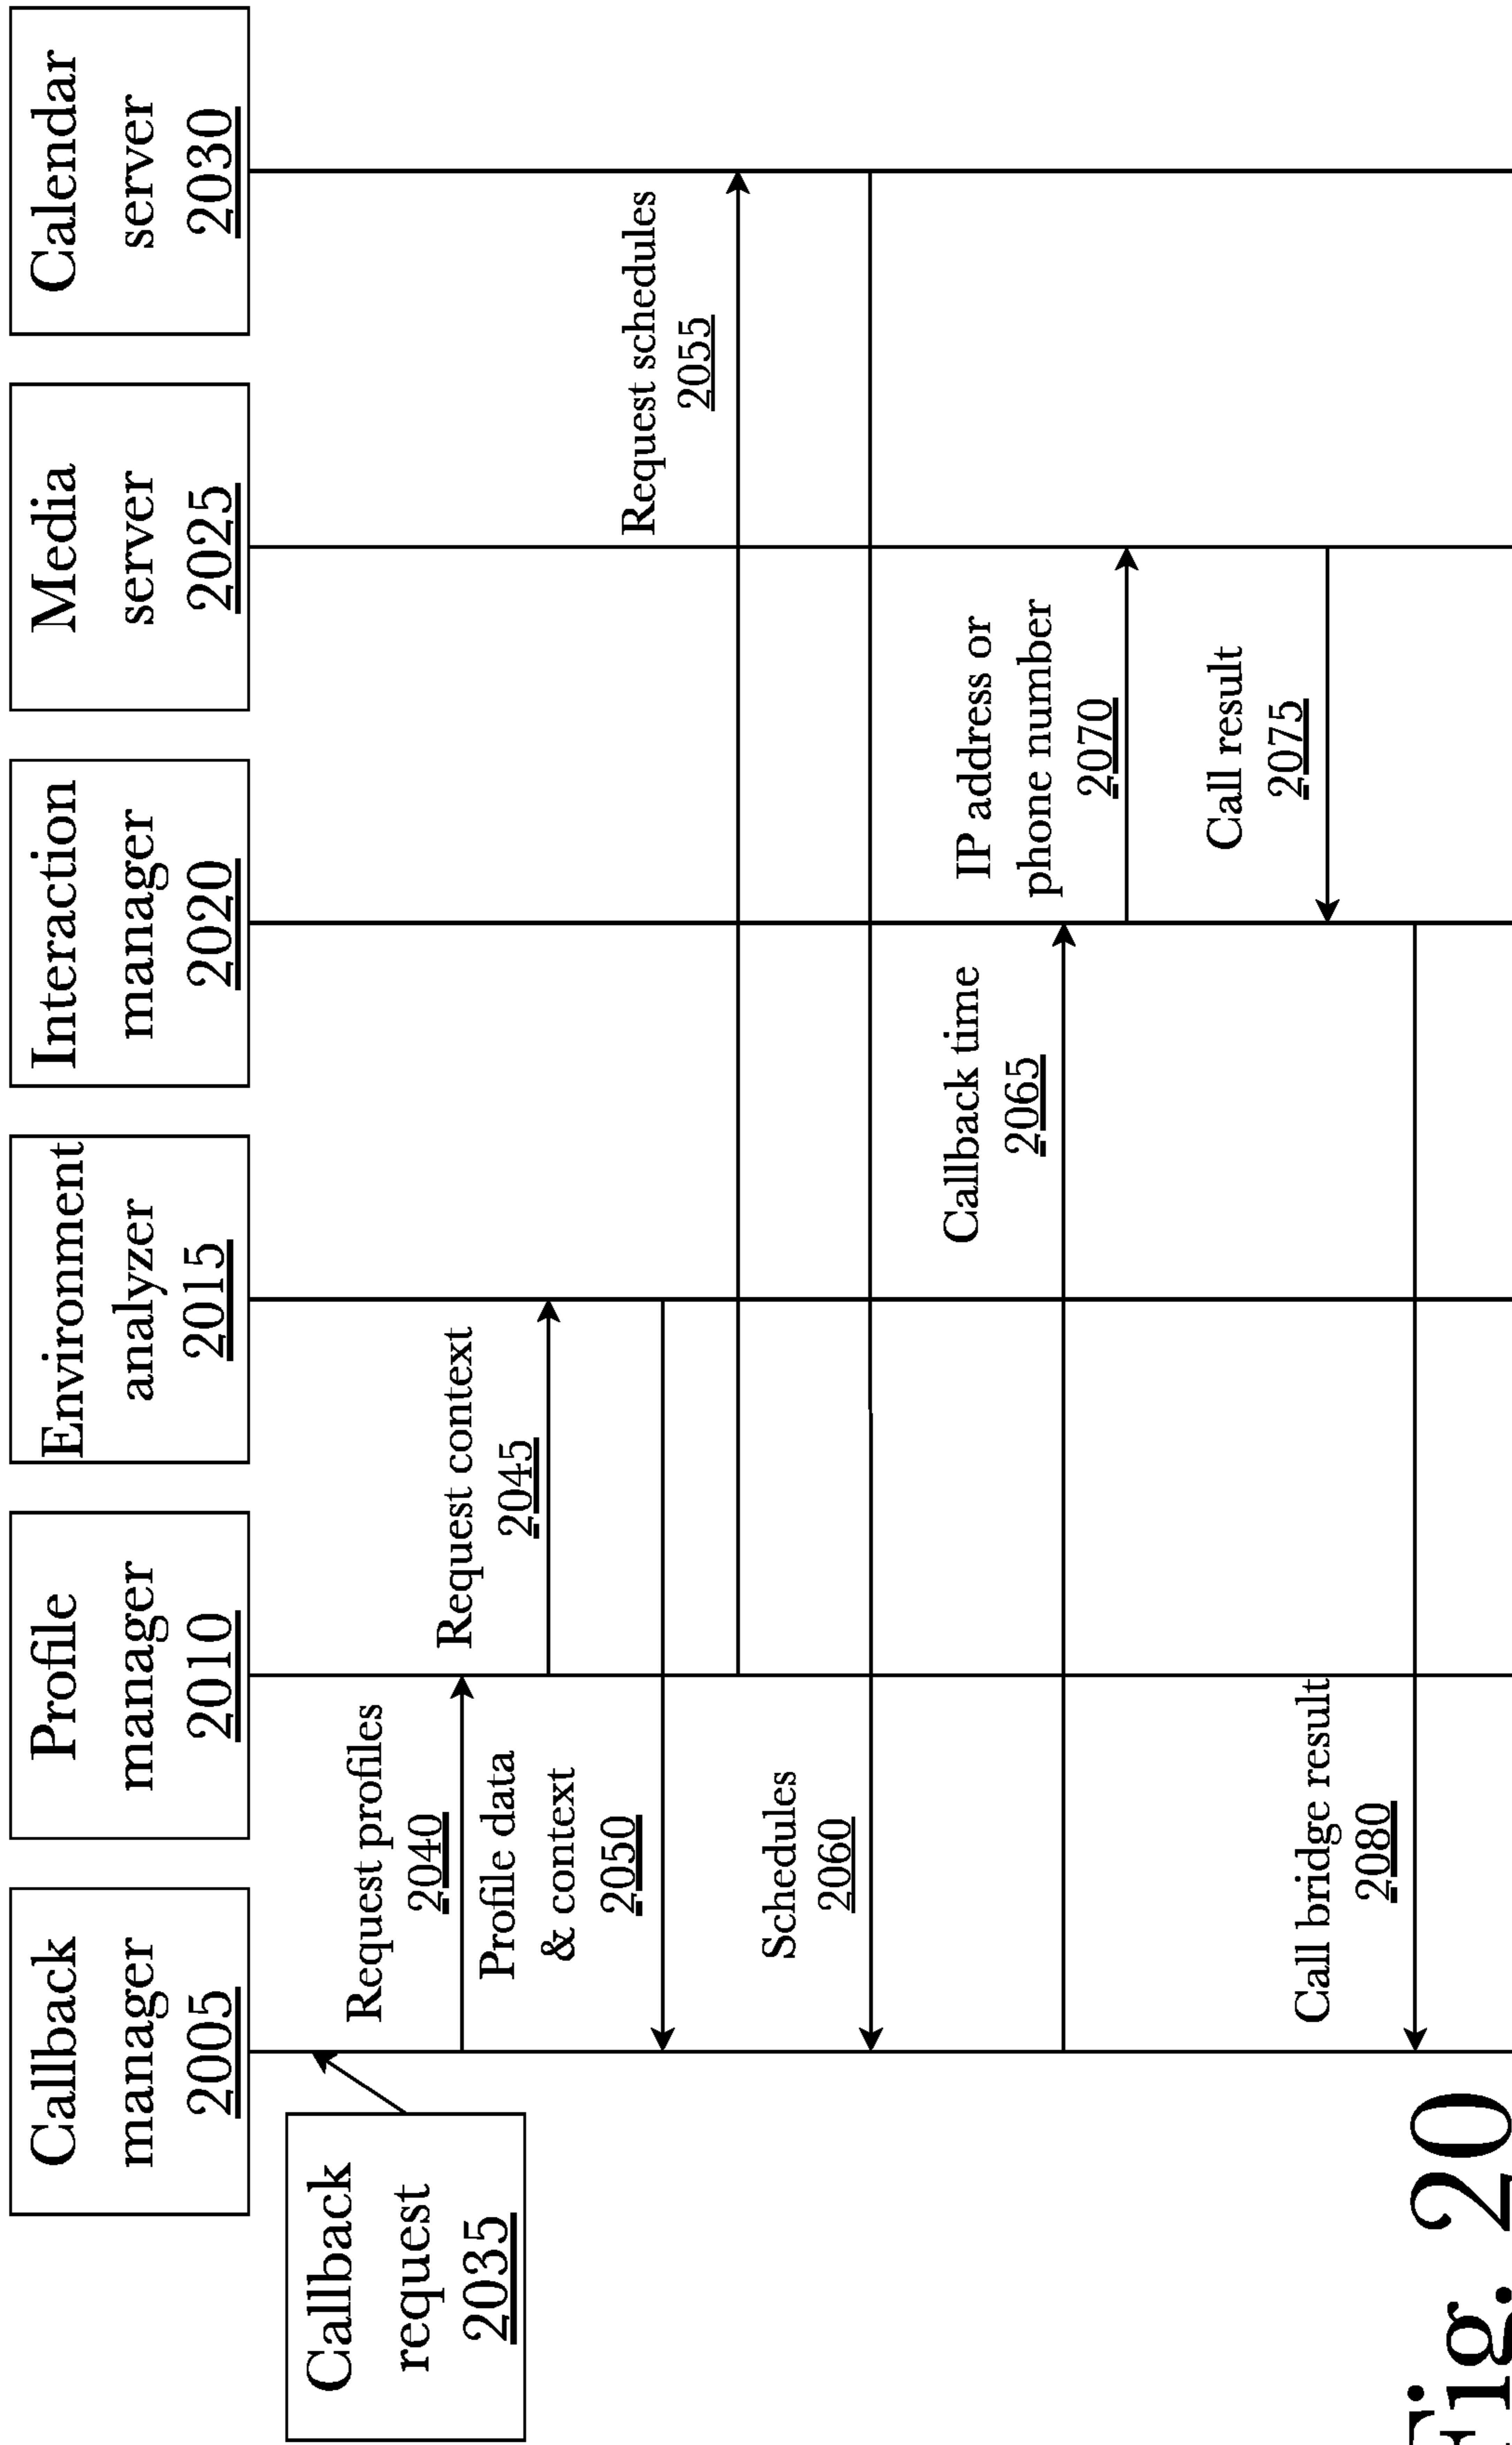 Callback
manager
2005
Profile
manager
2010
Environment
analyzer
2015
Interaction
manager
2020
Media
server
2025
Calendar
server
2030
Callback
request
2035
Request profiles
2040
Request context
2045
Profile data
& context
2050
Request schedules
2055
Schedules
2060
Callback time
2065
IP address or
phone number
2070
Call result
2075
Call bridge result
2080
Fig. 20